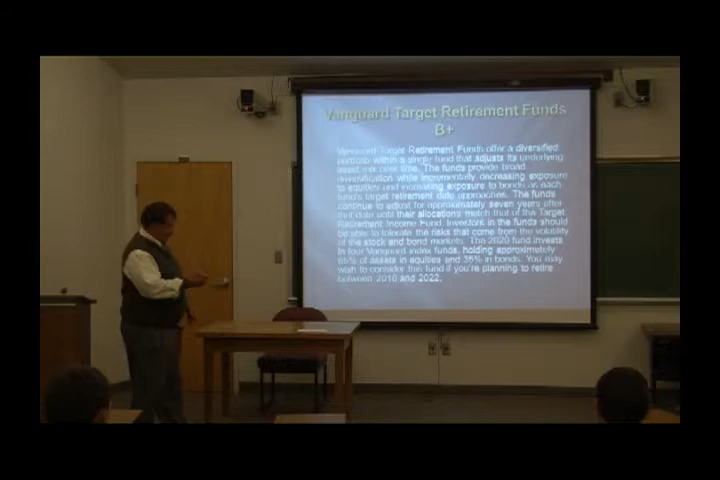 Vanguard Target Retirement Funds
B+
Vanguard Target Retirement Funds offer a diversified
portfolio within a single fund that adjusts its underlying
asset mix over time. The funds provide broad
diversification while incrementally decreasing exposure
to equities and increasing exposure to bonds as each
fund's target retirement date approaches. The funds
continue to adjust for approximately seven years after
that date until their allocations match that of the Target
Retirement Income Fund. Investors in the funds should
be able to tolerate the risks that come from the volatility
of the stock and bond markets. The 2020 fund invests
in four Vanguard index funds, holding approximately
of assets in equities and 35% in bonds. You may
wish to consider this fund if you're planning to retire
between and 2022.